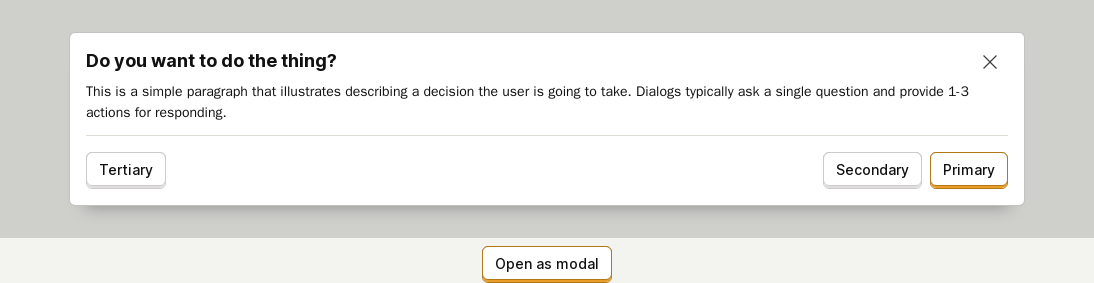 Do you want to do the thing?
This is a simple paragraph that illustrates describing a decision the user is going to take. Dialogs typically ask a single question and provide 1-3
actions for responding.
Tertiary
Secondary
Primary
Open as modal